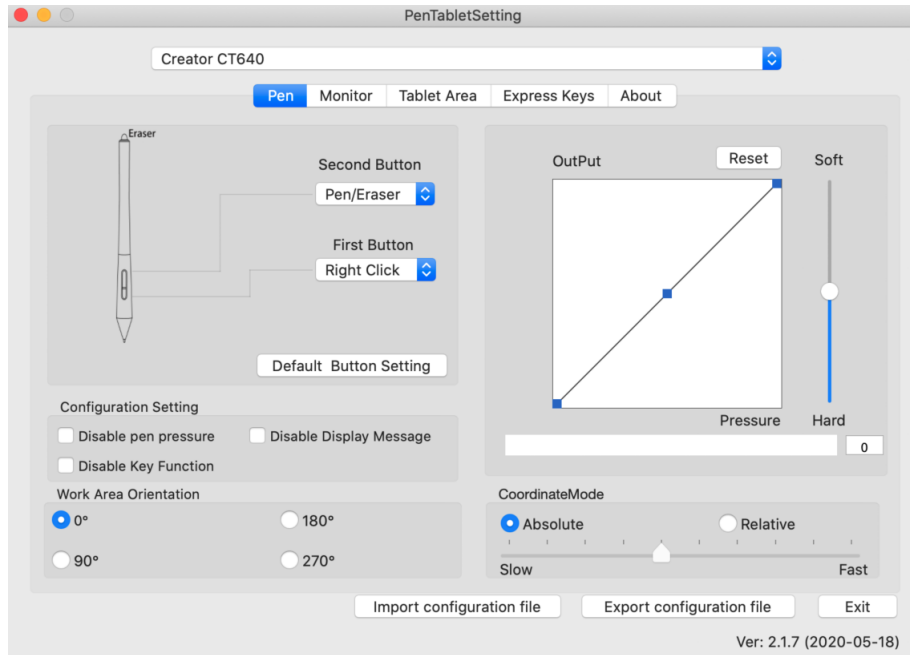 PenTabletSetting
Creator CT640
Pen Monitor Tablet Area Express Keys About
Eraser
Second Button
Pen/Eraser
First Button
Right Click
Default Button Setting
OutPut
Reset
Soft
Pressure
Hard
0
Configuration Setting
Disable pen pressure
Disable Display Message
Disable Key Function
Work Area Orientation
0°
180°
90°
270°
CoordinateMode
Absolute
Relative
Slow
Fast
Import configuration file
Export configuration file
Exit
Ver: 2.1.7 (2020-05-18)